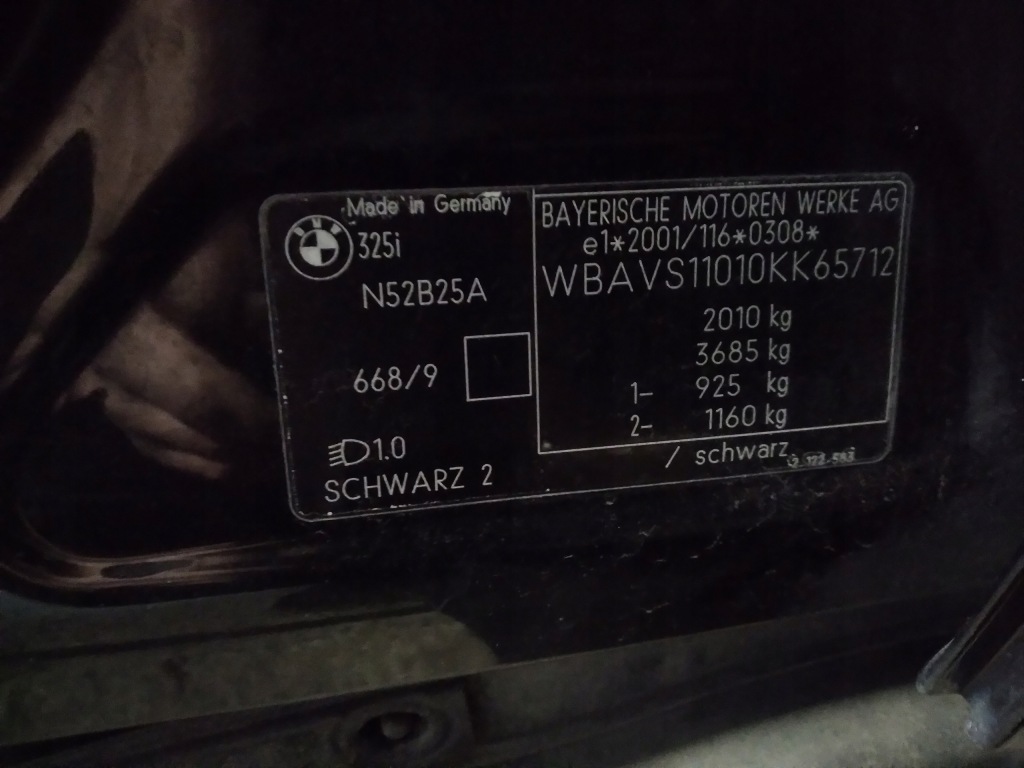 Made in Germany
BMW
325i
N52B25A
668/9
1.0
SCHWARZ 2
BAYERISCHE MOTOREN WERKE AG
e1*2001/116*0308*
WBAVS11010KK65712
2010 kg
3685 kg
1- 925 kg
2- 1160 kg
/ schwarz